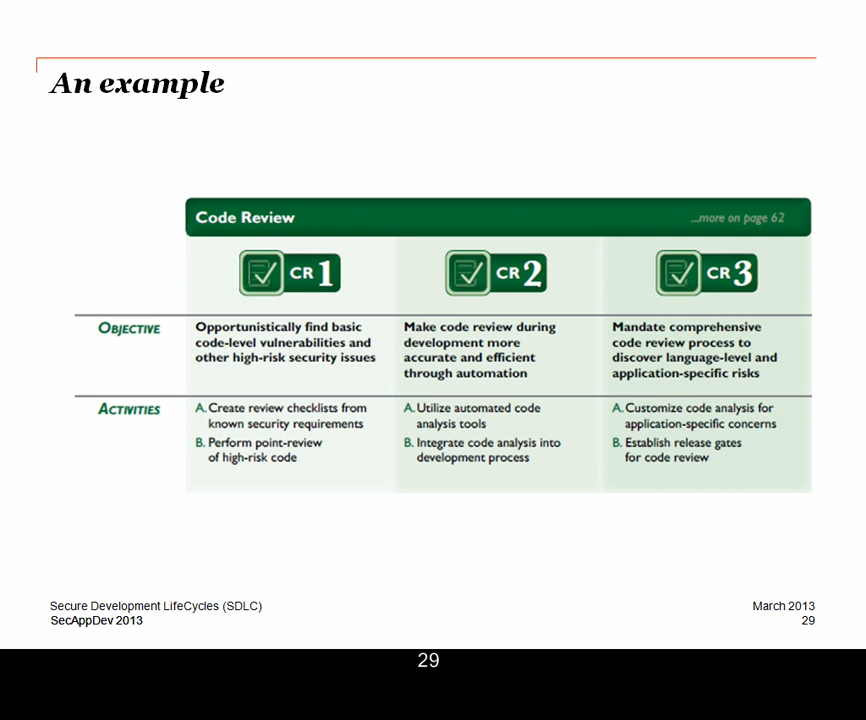 An example
Code Review
...more on page 62
CR 1
CR 2
CR 3
OBJECTIVE
Opportunistically find basic
code-level vulnerabilities and
other high-risk security issues
Make code review during
development more
accurate and efficient
through automation
Mandate comprehensive
code review process to
discover language-level and
application-specific risks
ACTIVITIES
A. Create review checklists from
known security requirements
B. Perform point-review
of high-risk code
A. Utilize automated code
analysis tools
B. Integrate code analysis into
development process
A. Customize code analysis for
application-specific concerns
B. Establish release gates
for code review
Secure Development LifeCycles (SDLC)
SecAppDev 2013
March 2013
29
29